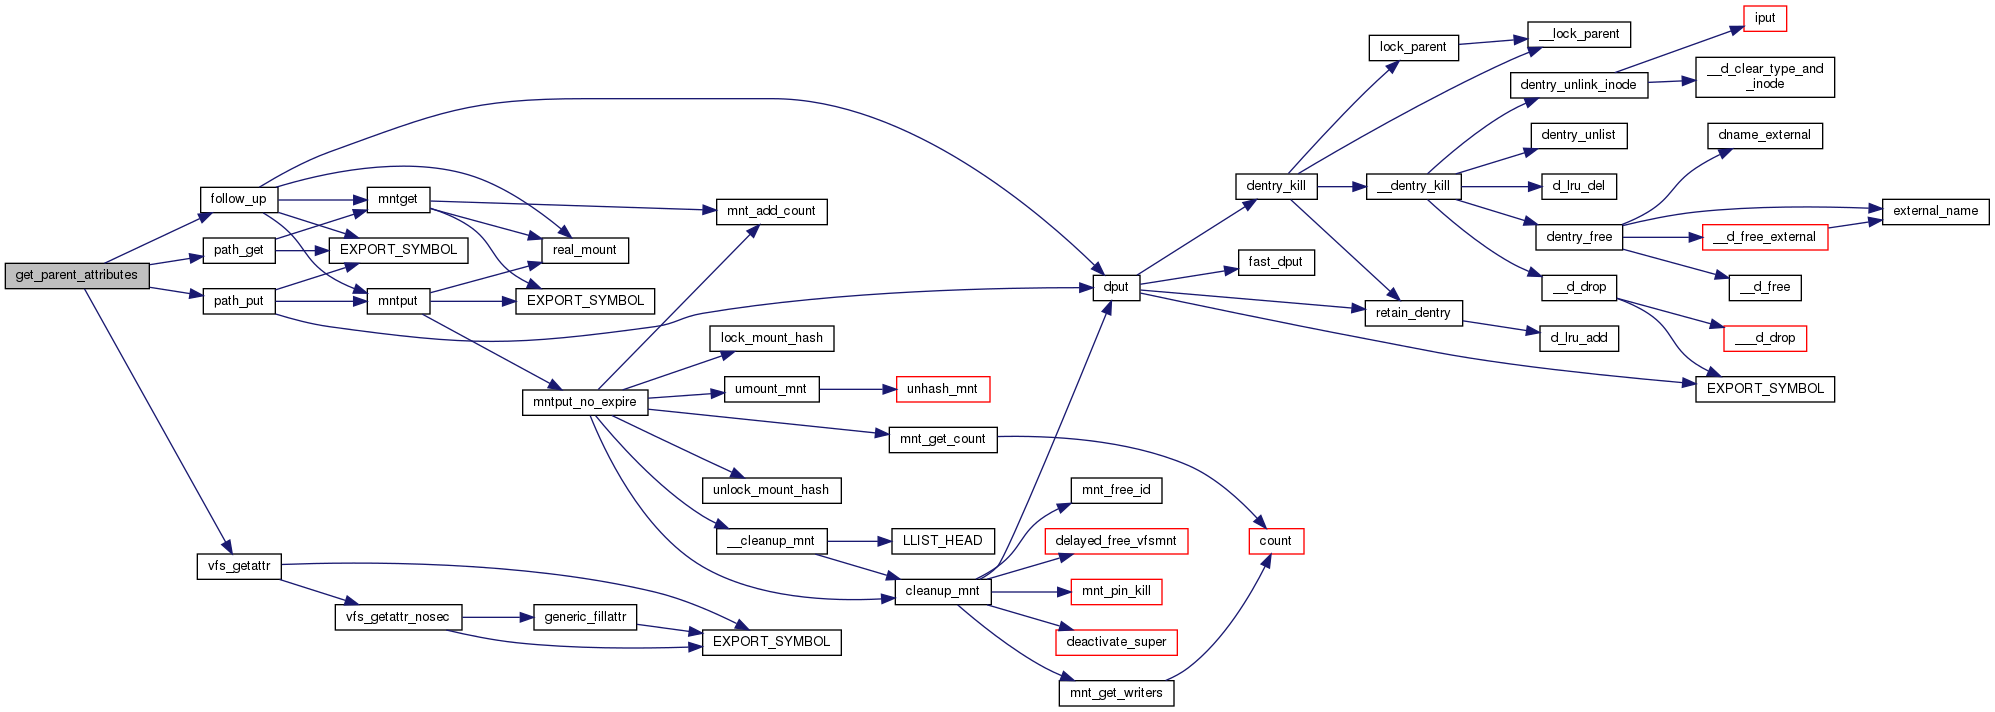 get_parent_attributes
follow_up
path_get
path_put
vfs_getattr
mntget
EXPORT_SYMBOL
mntput
vfs_getattr_nosec
real_mount
EXPORT_SYMBOL
mntput_no_expire
generic_fillattr
mnt_add_count
lock_mount_hash
umount_mnt
unlock_mount_hash
__cleanup_mnt
EXPORT_SYMBOL
unhash_mnt
mnt_get_count
LLIST_HEAD
cleanup_mnt
dput
mnt_free_id
delayed_free_vfsmnt
mnt_pin_kill
deactivate_super
mnt_get_writers
dentry_kill
fast_dput
count
lock_parent
__dentry_kill
retain_dentry
__lock_parent
dentry_unlink_inode
dentry_unlist
d_lru_del
dentry_free
__d_drop
d_lru_add
iput
__d_clear_type_and
_inode
dname_external
__d_free_external
__d_free
___d_drop
EXPORT_SYMBOL
external_name